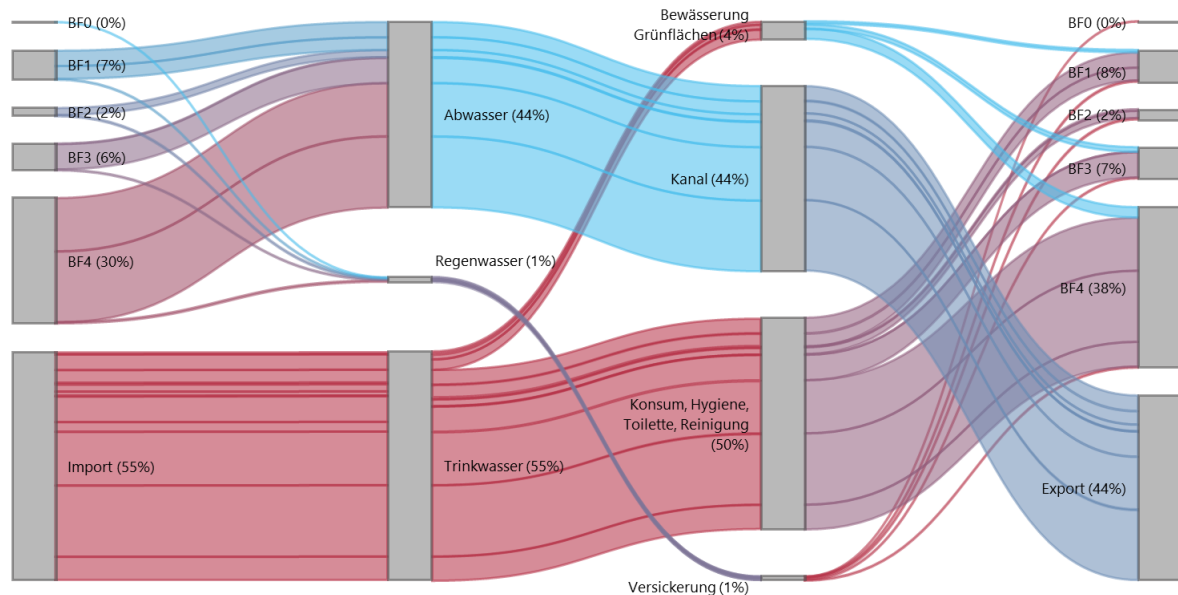 BF0 (0%)
BF1 (7%)
BF2 (2%)
BF3 (6%)
BF4 (30%)
Import (55%)
Abwasser (44%)
Regenwasser (1%)
Trinkwasser (55%)
Bewässerung
Grünflächen (4%)
Kanal (44%)
Konsum, Hygiene,
Toilette, Reinigung
(50%)
Versickerung (1%)
BF0 (0%)
BF1 (8%)
BF2 (2%)
BF3 (7%)
BF4 (38%)
Export (44%)